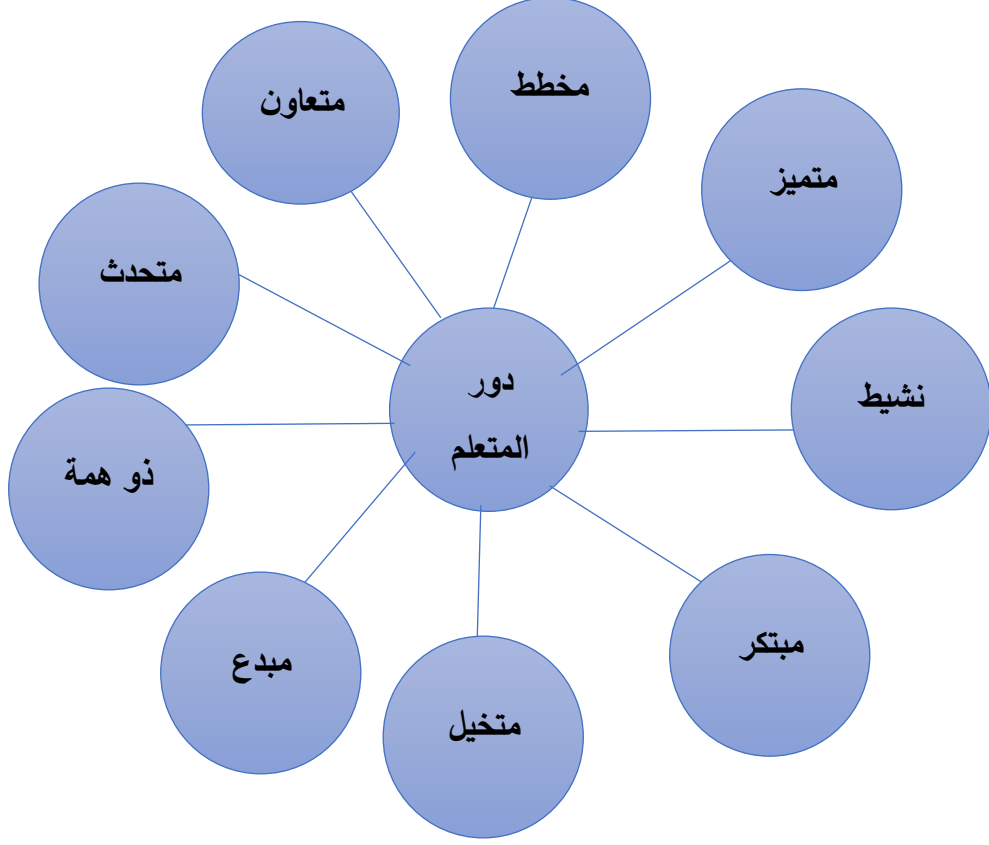 دور
المتعلم
مخطط
متميز
نشيط
مبتكر
متخيل
مبدع
ذو همة
متحدث
متعاون